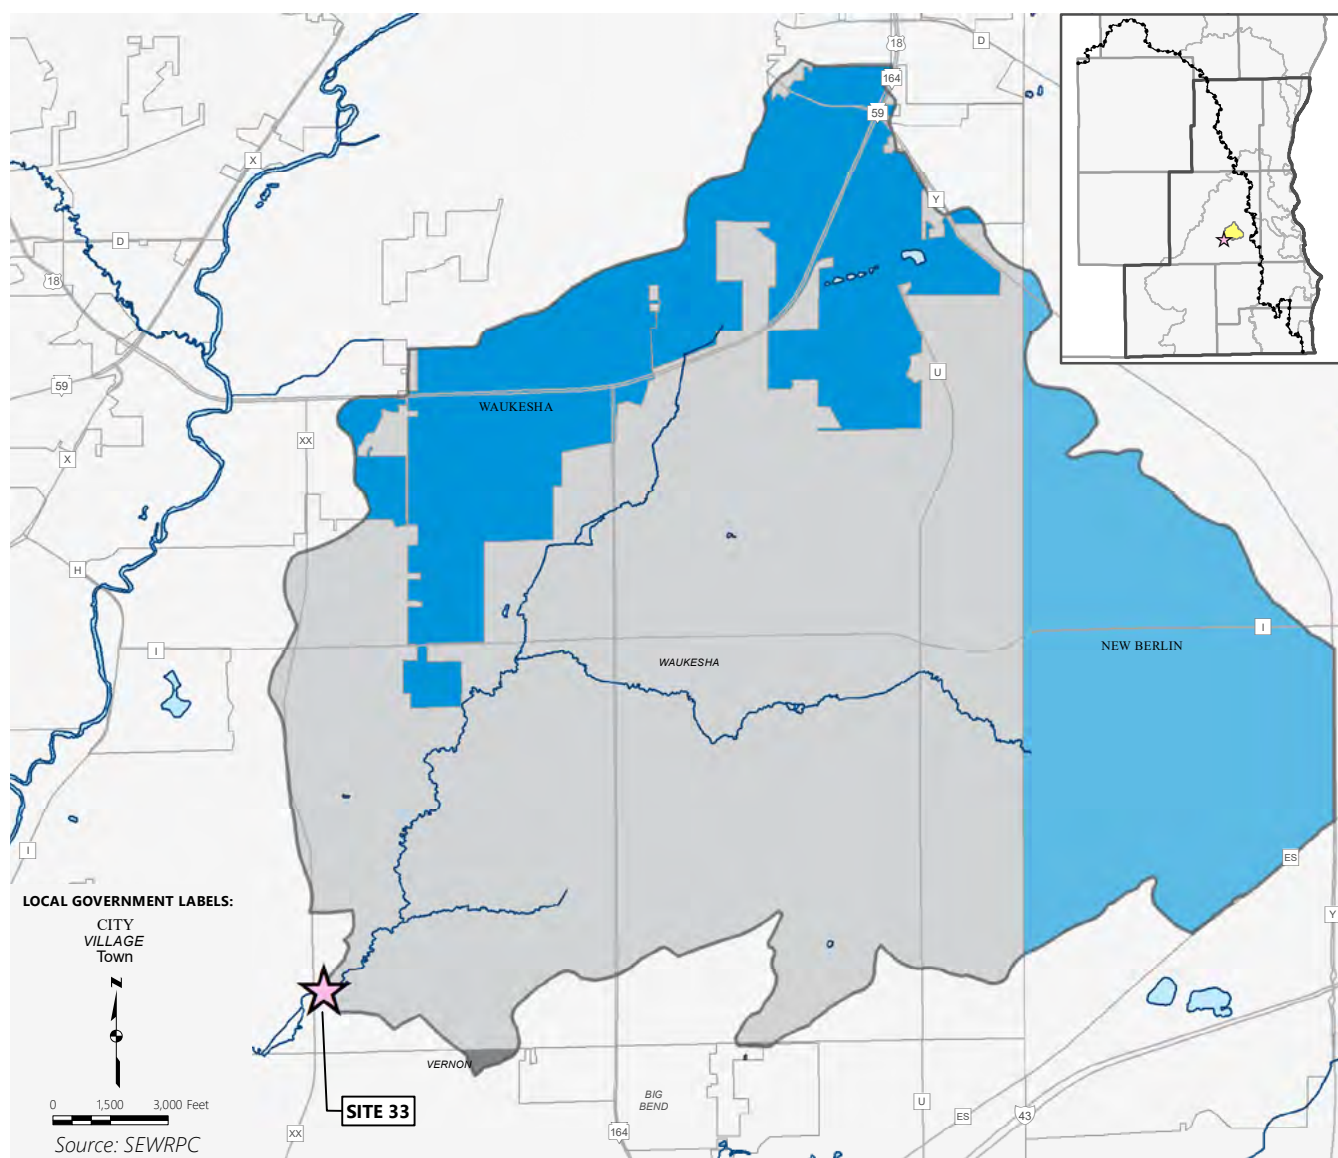 18
D
164
59
X
Y
D
18
59
U
WAUKESHA
XX
X
H
I
I
NEW BERLIN
WAUKESHA
I
ES
Y
LOCAL GOVERNMENT LABELS:
CITY
VILLAGE
Town
N
VERNON
BIG
BEND
0 1,500 3,000 Feet
SITE 33
U
ES
43
XX
164
Source: SEWRPC